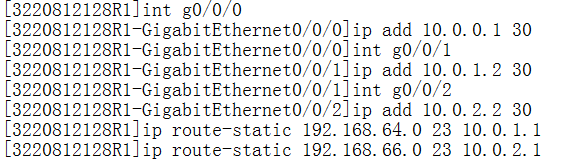 [3220812128R1]int g0/0/0
[3220812128R1-GigabitEthernet0/0/0]ip add 10.0.0.1 30
[3220812128R1-GigabitEthernet0/0/0]int g0/0/1
[3220812128R1-GigabitEthernet0/0/1]ip add 10.0.1.2 30
[3220812128R1-GigabitEthernet0/0/1]int g0/0/2
[3220812128R1-GigabitEthernet0/0/2]ip add 10.0.2.2 30
[3220812128R1]ip route-static 192.168.64.0 23 10.0.1.1
[3220812128R1]ip route-static 192.168.66.0 23 10.0.2.1